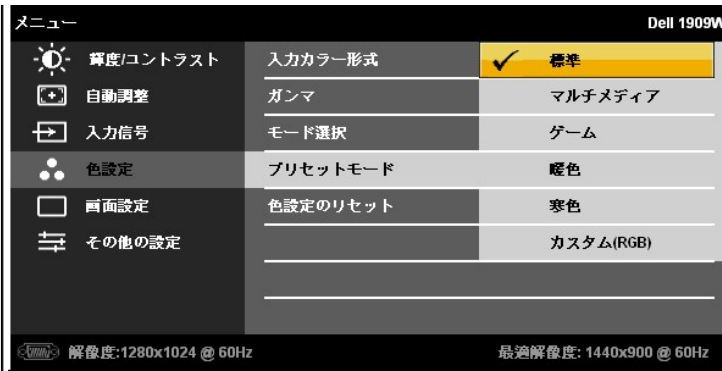 メニュー
Dell 1909W
輝度/コントラスト
自動調整
入力信号
色設定
画面設定
その他の設定
入力カラー形式
ガンマ
モード選択
プリセットモード
色設定のリセット
標準
マルチメディア
ゲーム
暖色
寒色
カスタム(RGB)
解像度:1280x1024 @ 60Hz
最適解像度: 1440x900 @ 60Hz